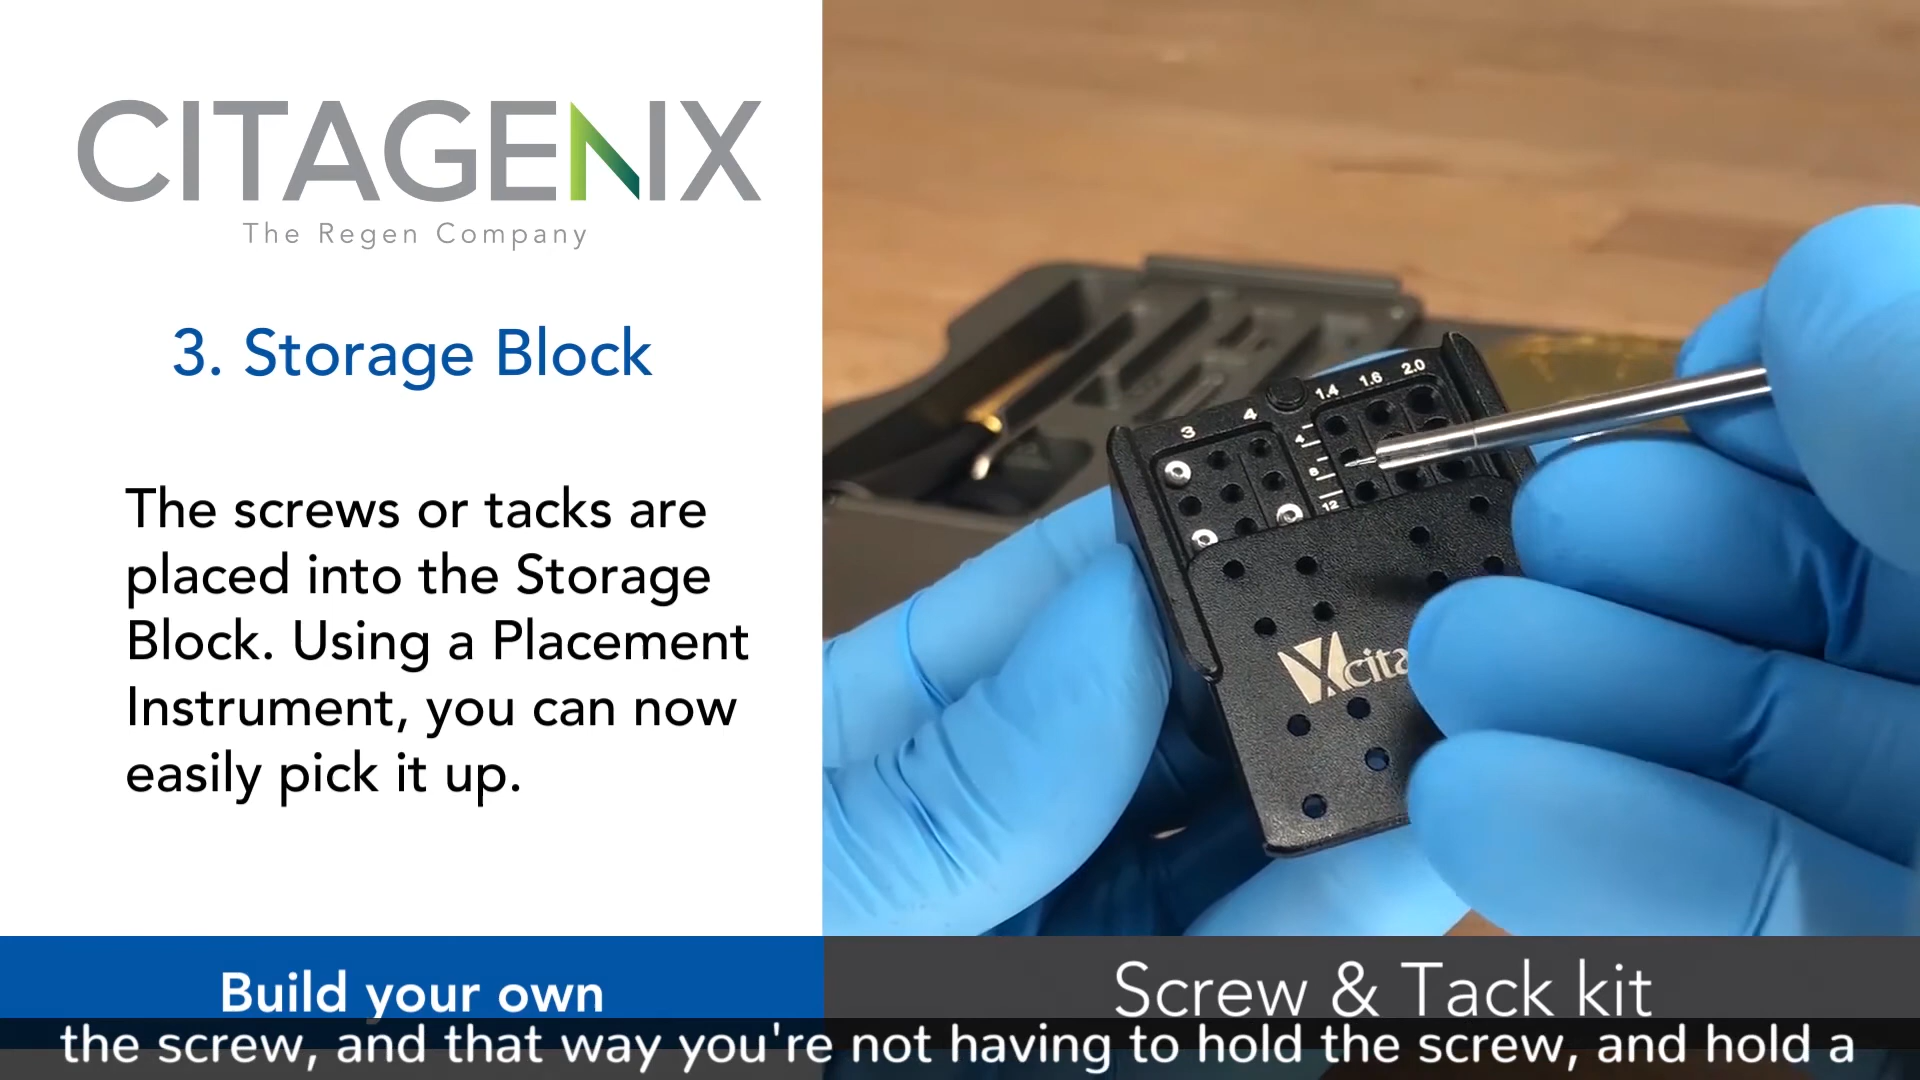 CITAGENIX
The Regen Company
3. Storage Block
The screws or tacks are
placed into the Storage
Block. Using a Placement
Instrument, you can now
easily pick it up.
3 4 1.4 1.6 2.0
4
8
12
Build your own
Screw & Tack kit
the screw, and that way you're not having to hold the screw, and hold a